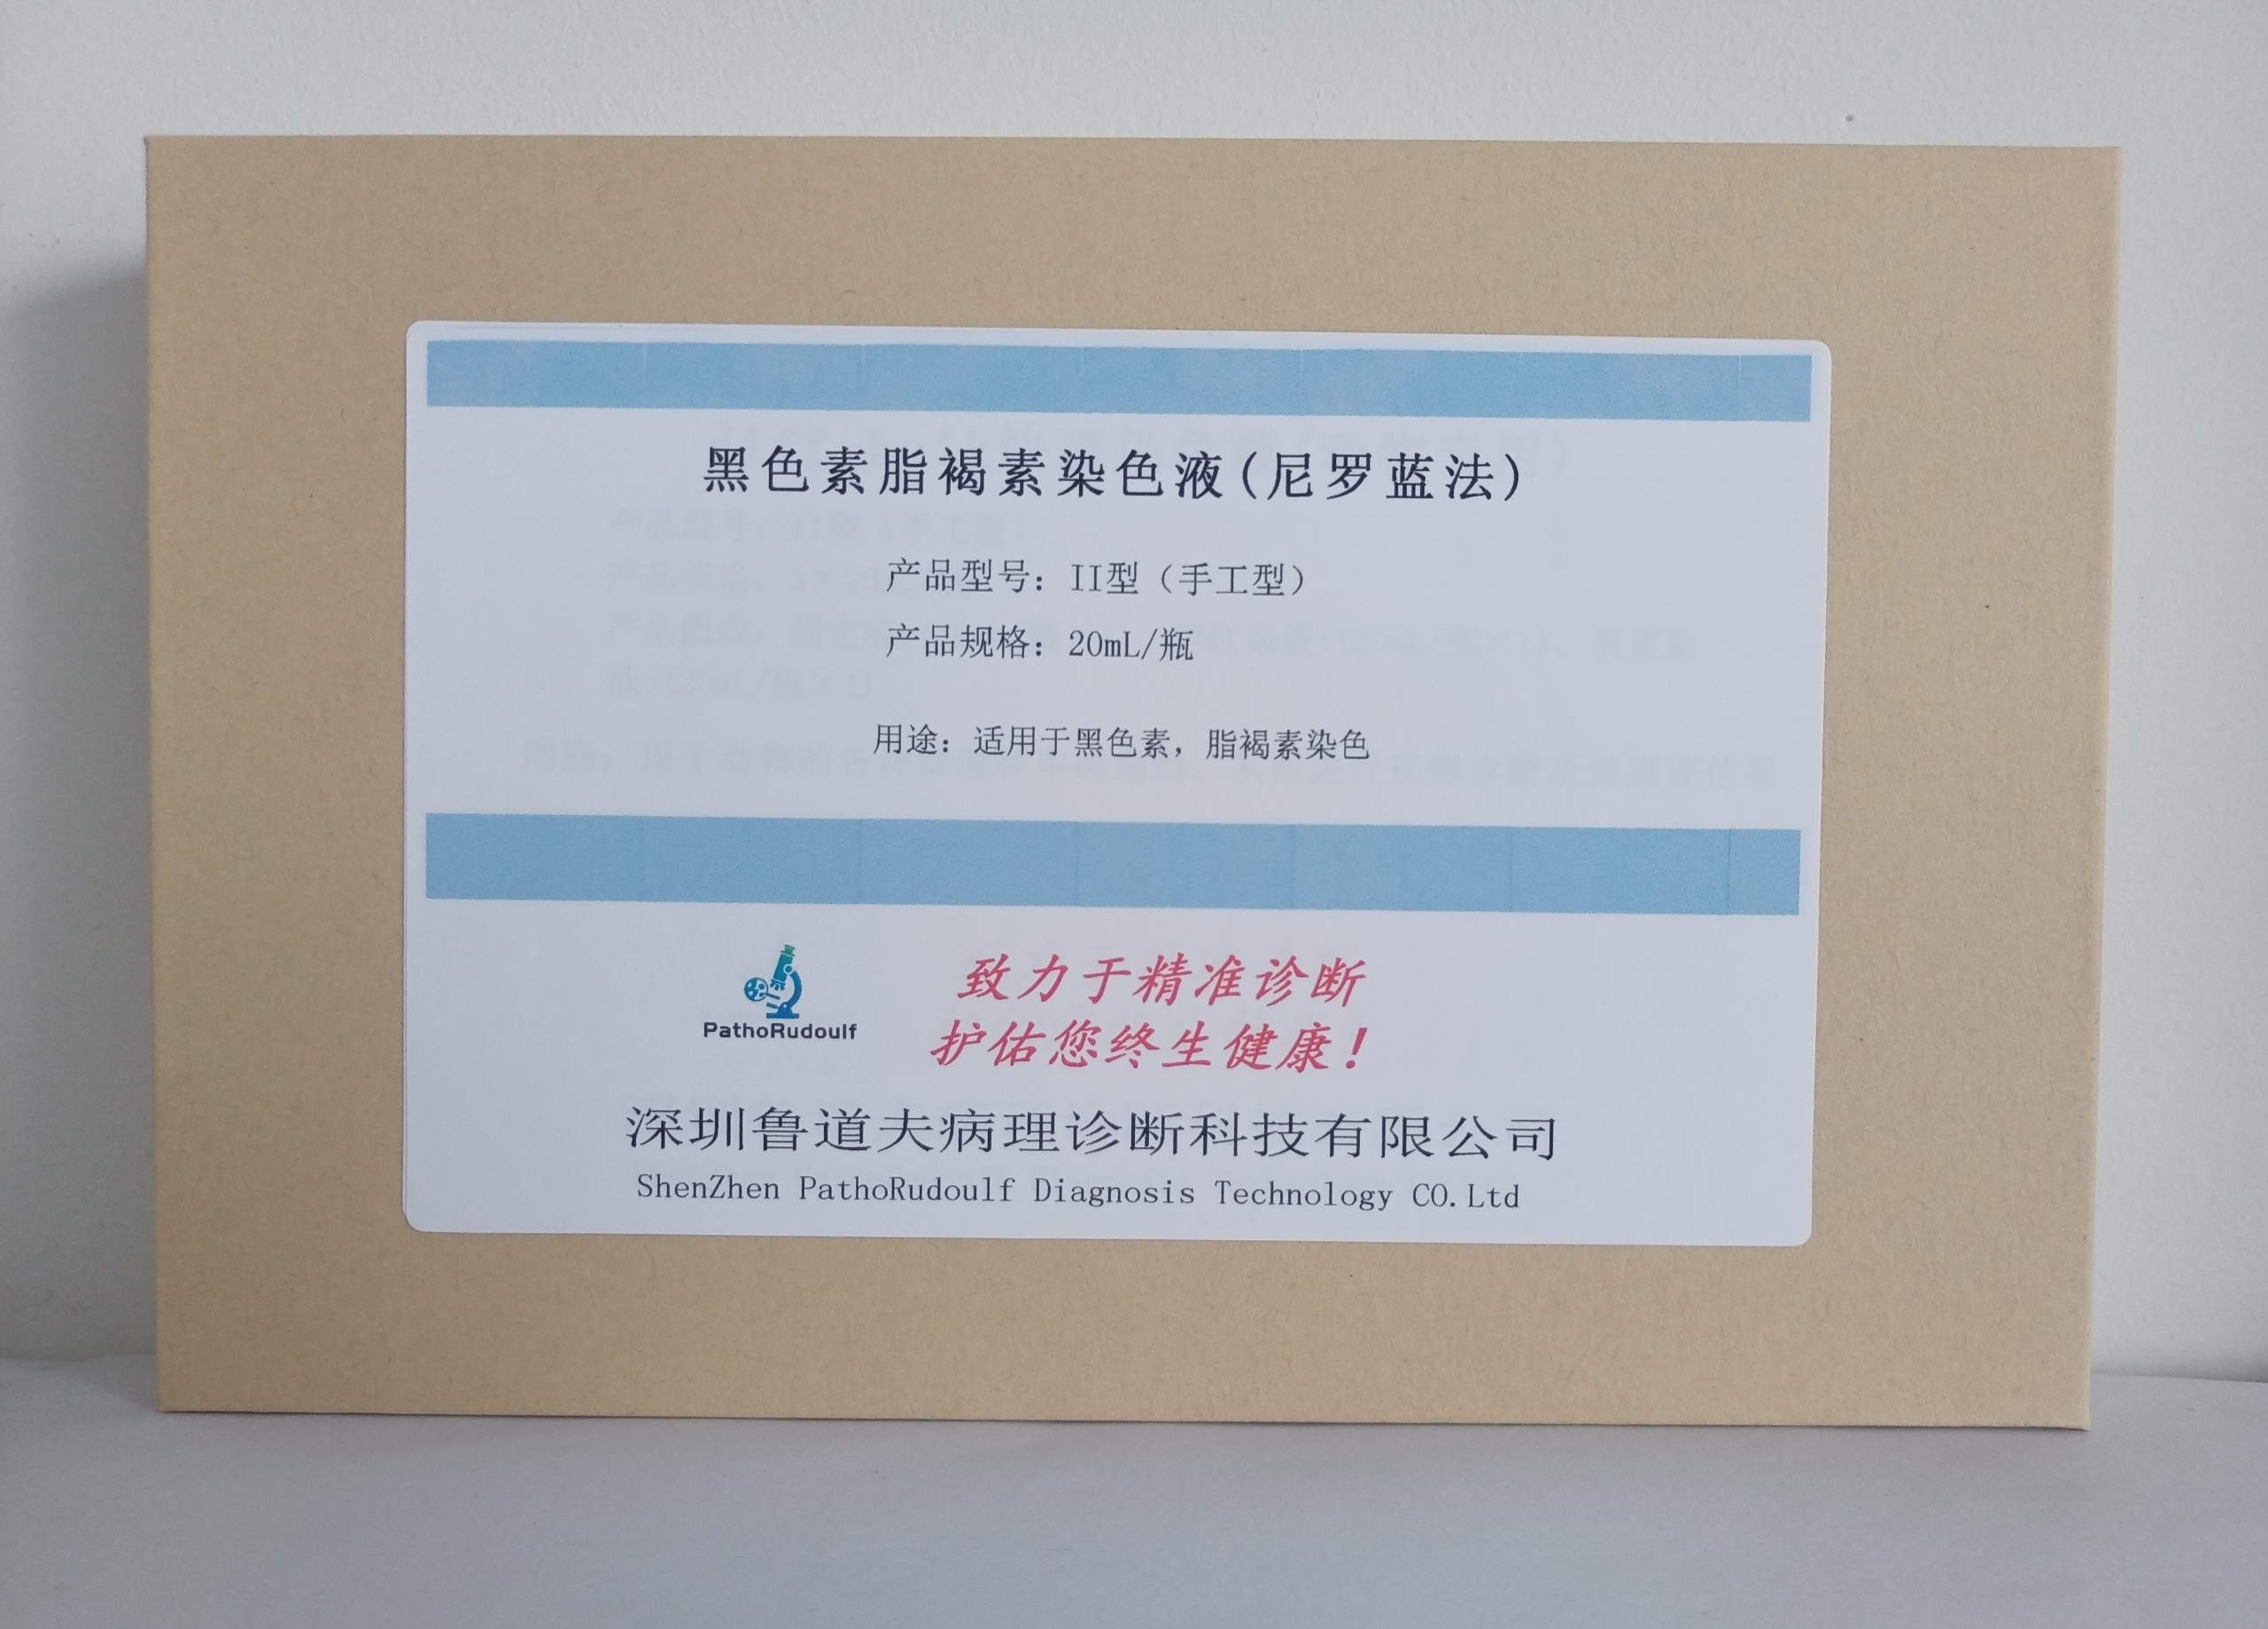 黑色素脂褐素染色液(尼罗蓝法)
产品型号：II型（手工型）
产品规格：20mL/瓶
用途：适用于黑色素，脂褐素染色
PathoRudoulf
致力于精准诊断
护佑您终生健康！
深圳鲁道夫病理诊断科技有限公司
ShenZhen PathoRudoulf Diagnosis Technology CO.Ltd